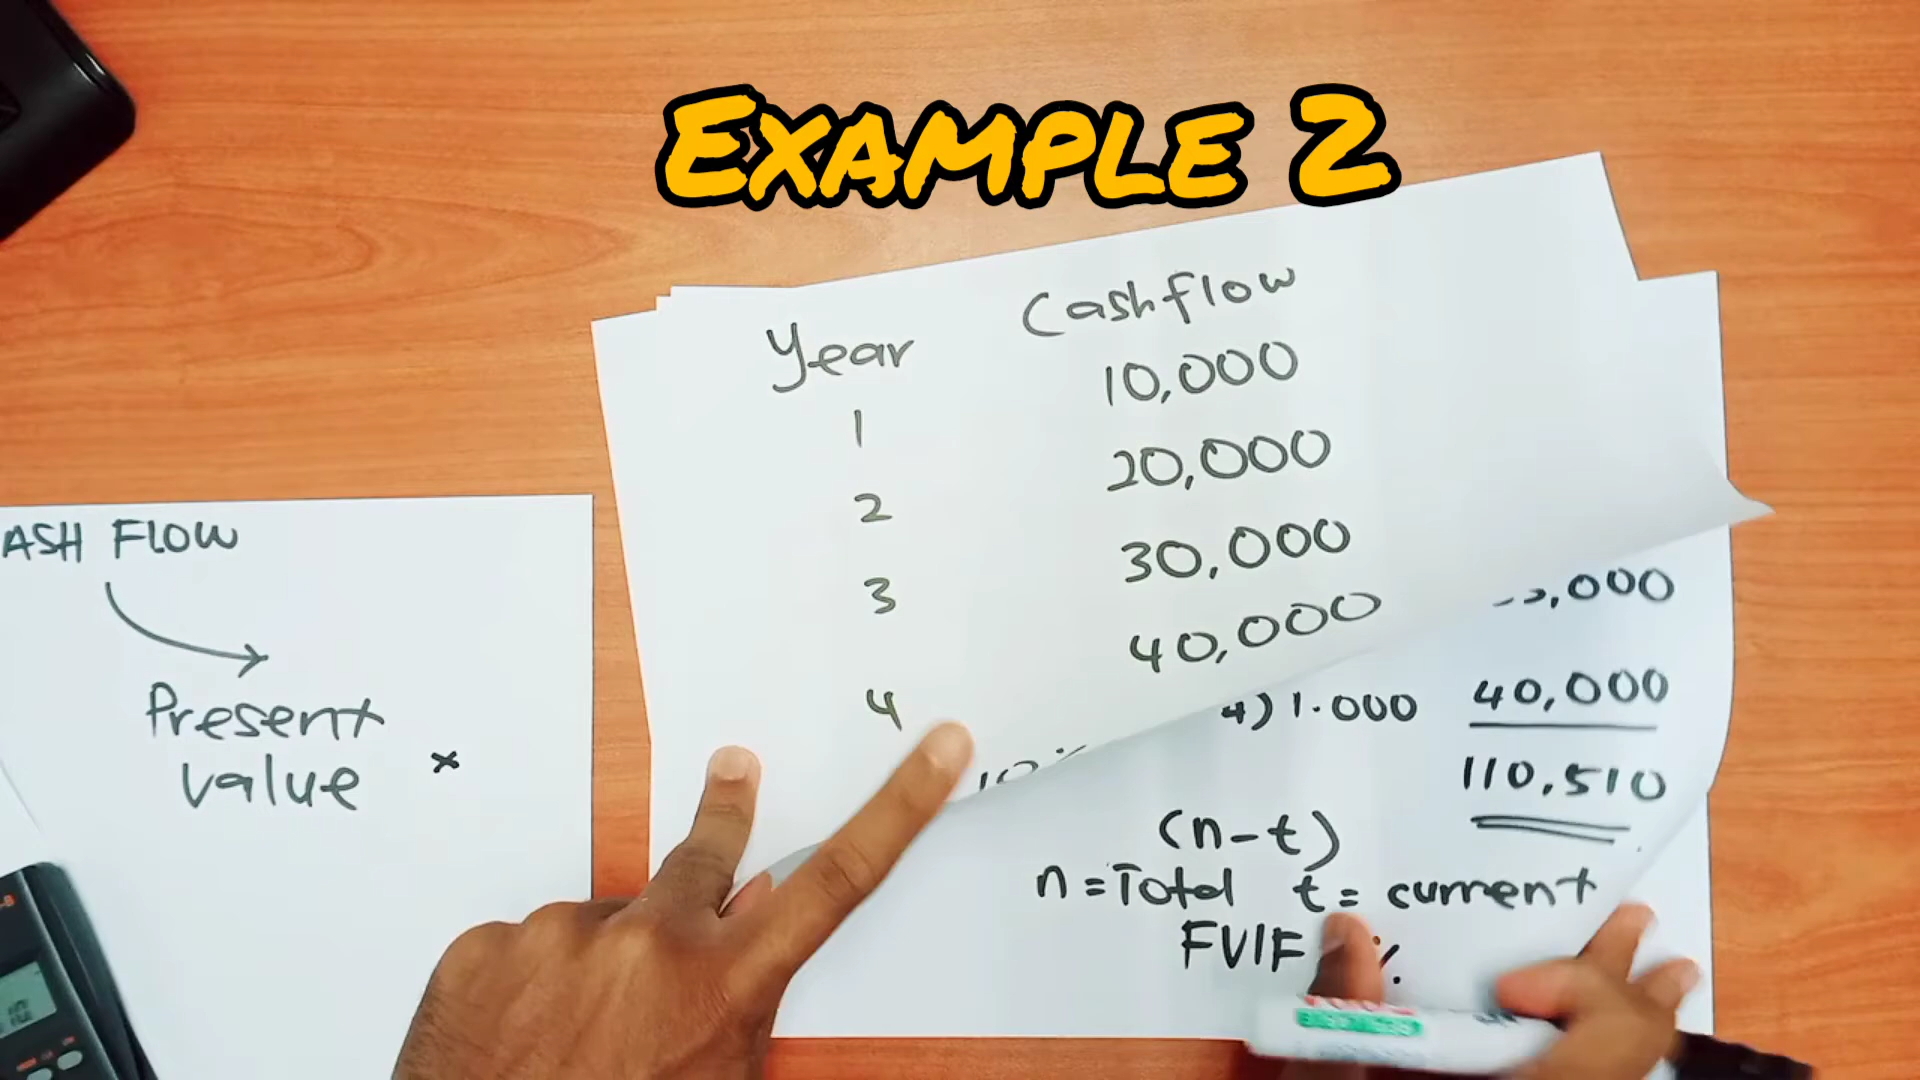 EXAMPLE 2
Year Cashflow
1 10,000
2 20,000
3 30,000
4 40,000
10%
,000
4) 1.000 40,000
110,510
(n-t)
n = Total t = current
FVIF %
ASH FLOW
Present
value ×